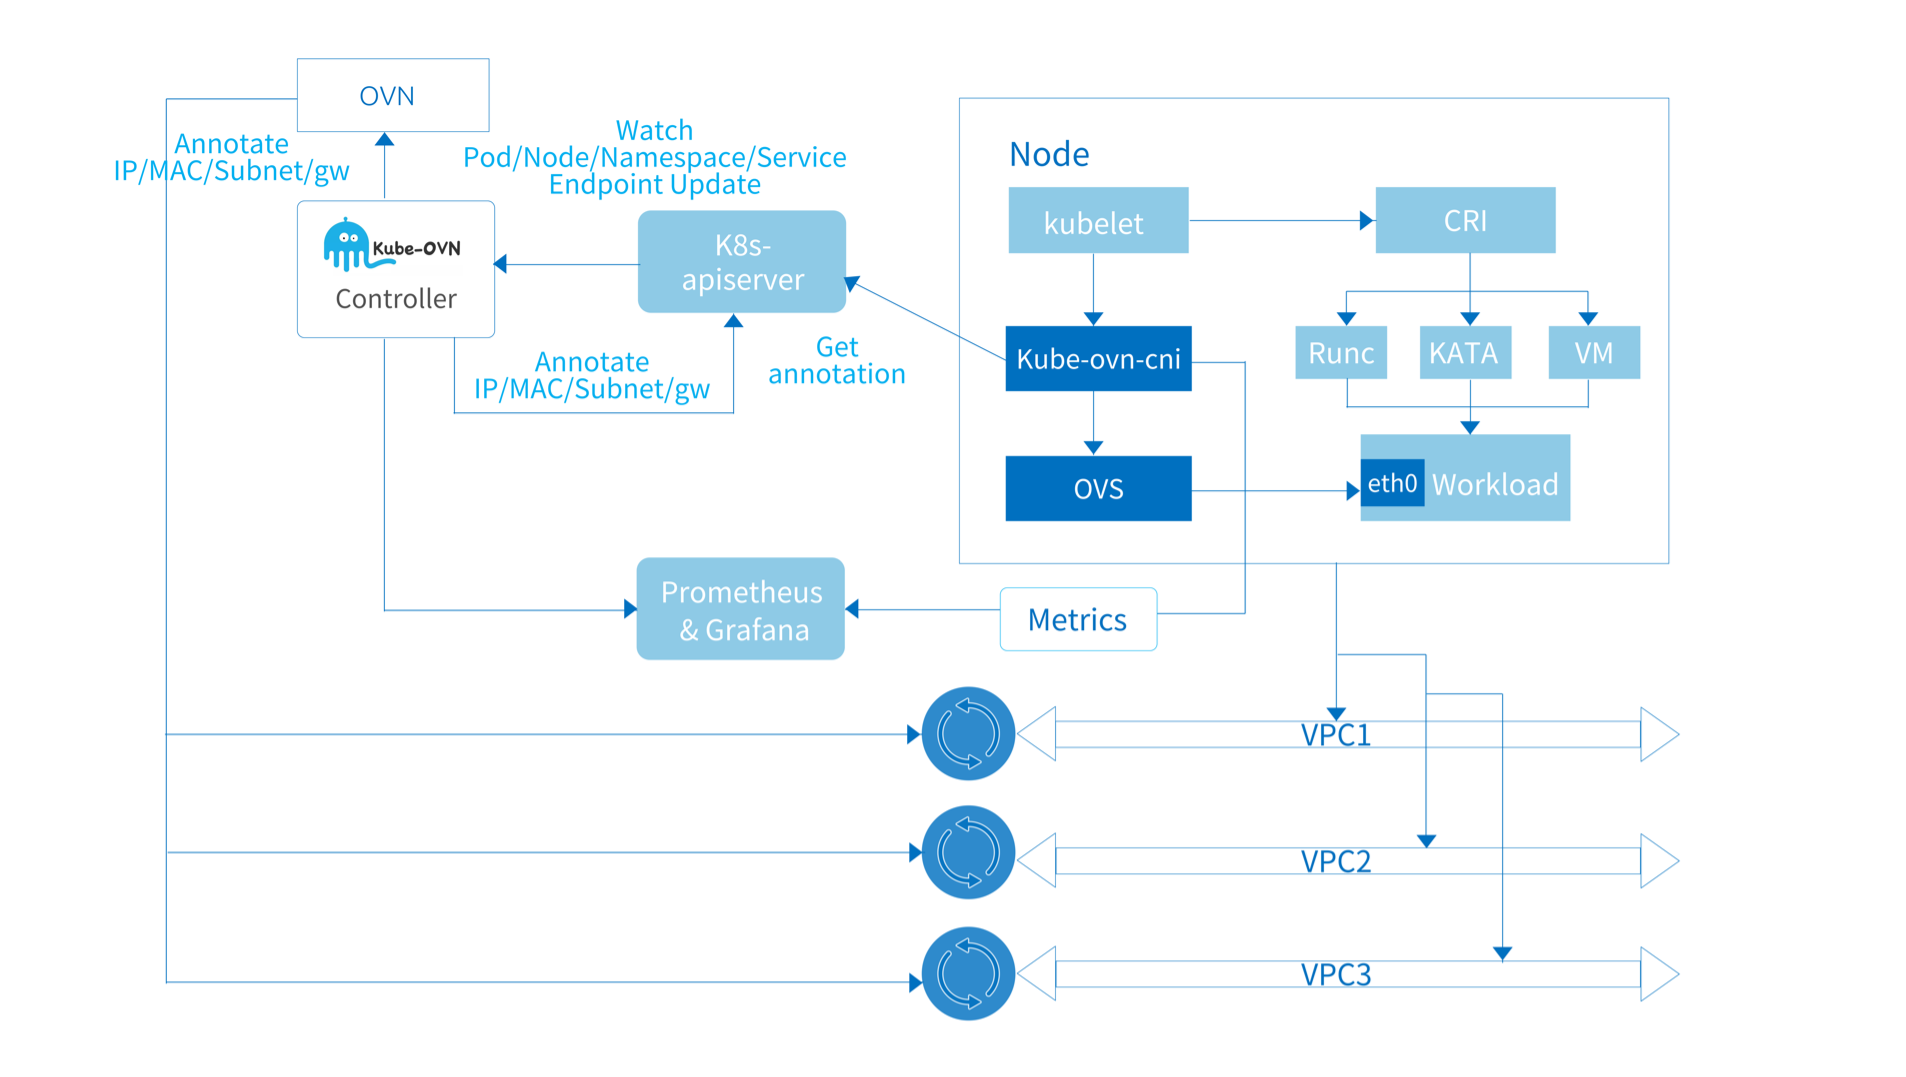 OVN
Annotate
IP/MAC/Subnet/gw
Watch
Pod/Node/Namespace/Service
Endpoint Update
Kube-OVN
Controller
K8s-
apiserver
Annotate
IP/MAC/Subnet/gw
Get
annotation
Node
kubelet
CRI
Kube-ovn-cni
Runc
KATA
VM
OVS
eth0
Workload
Prometheus
& Grafana
Metrics
VPC1
VPC2
VPC3